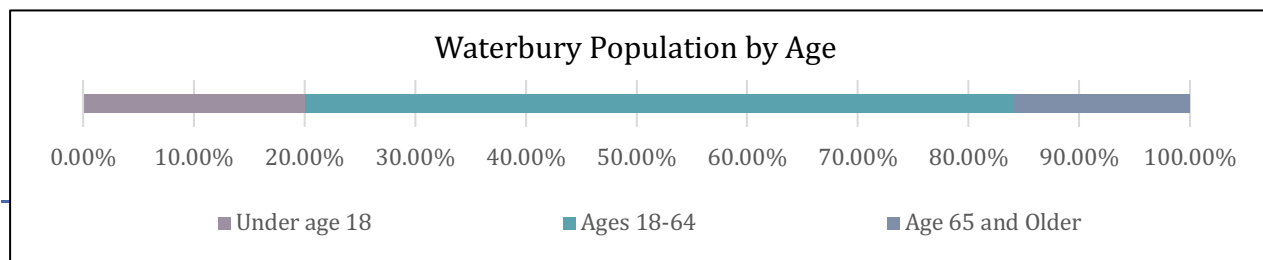 Waterbury Population by Age
0.00% 10.00% 20.00% 30.00% 40.00% 50.00% 60.00% 70.00% 80.00% 90.00% 100.00%
Under age 18 Ages 18-64 Age 65 and Older